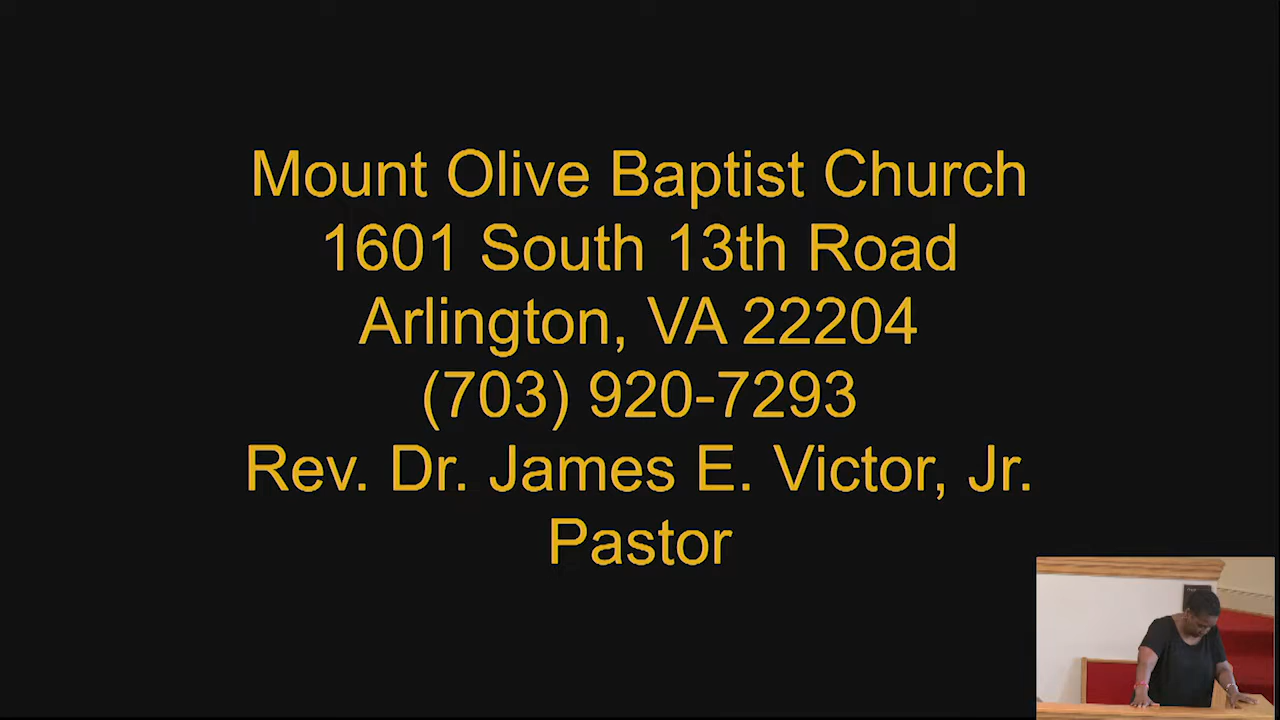 Mount Olive Baptist Church
1601 South 13th Road
Arlington, VA 22204
(703) 920-7293
Rev. Dr. James E. Victor, Jr.
Pastor